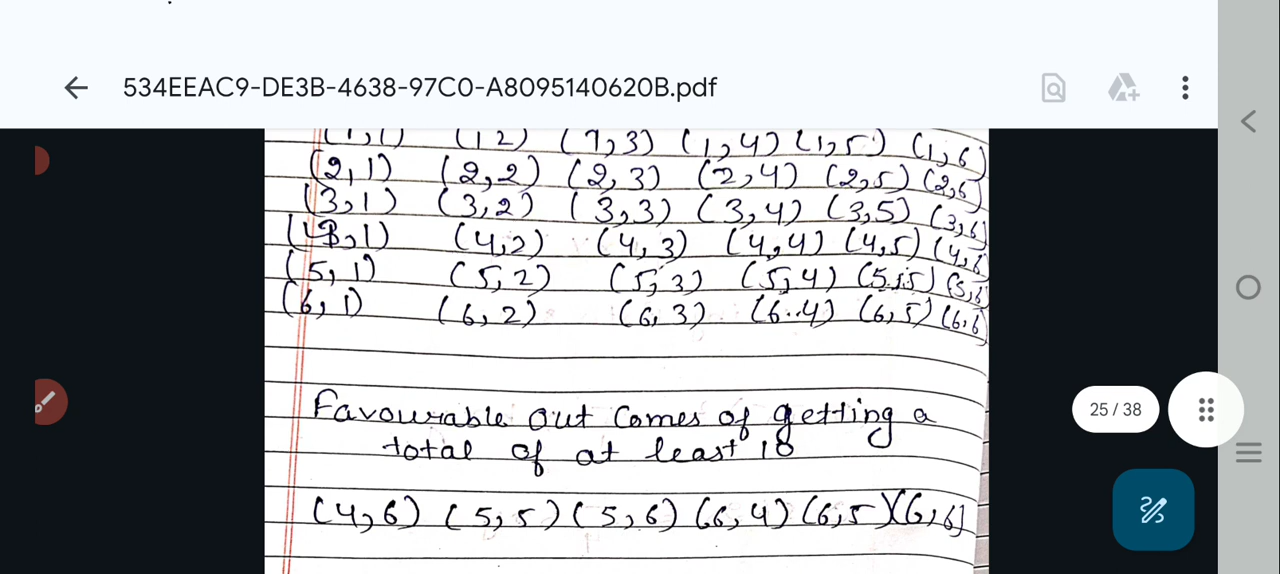 534EEAC9-DE3B-4638-97C0-A8095140620B.pdf
(1,1) (1 2) (1,3) (1,4) (1,5) (1,6)
(2,1) (2,2) (2,3) (2,4) (2,5) (2,6)
(3,1) (3,2) (3,3) (3,4) (3,5) (3,6)
(4,1) (4,2) (4,3) (4,4) (4,5) (4,6
(5,1) (5,2) (5,3) (5,4) (5,5) (5,6)
(6,1) (6,2) (6,3) (6,4) (6,5) (6,6)
Favourable out comes of getting a
total of at least 10
(4,6) (5,5) (5,6) (6,4) (6,5) (6,6)
25 / 38